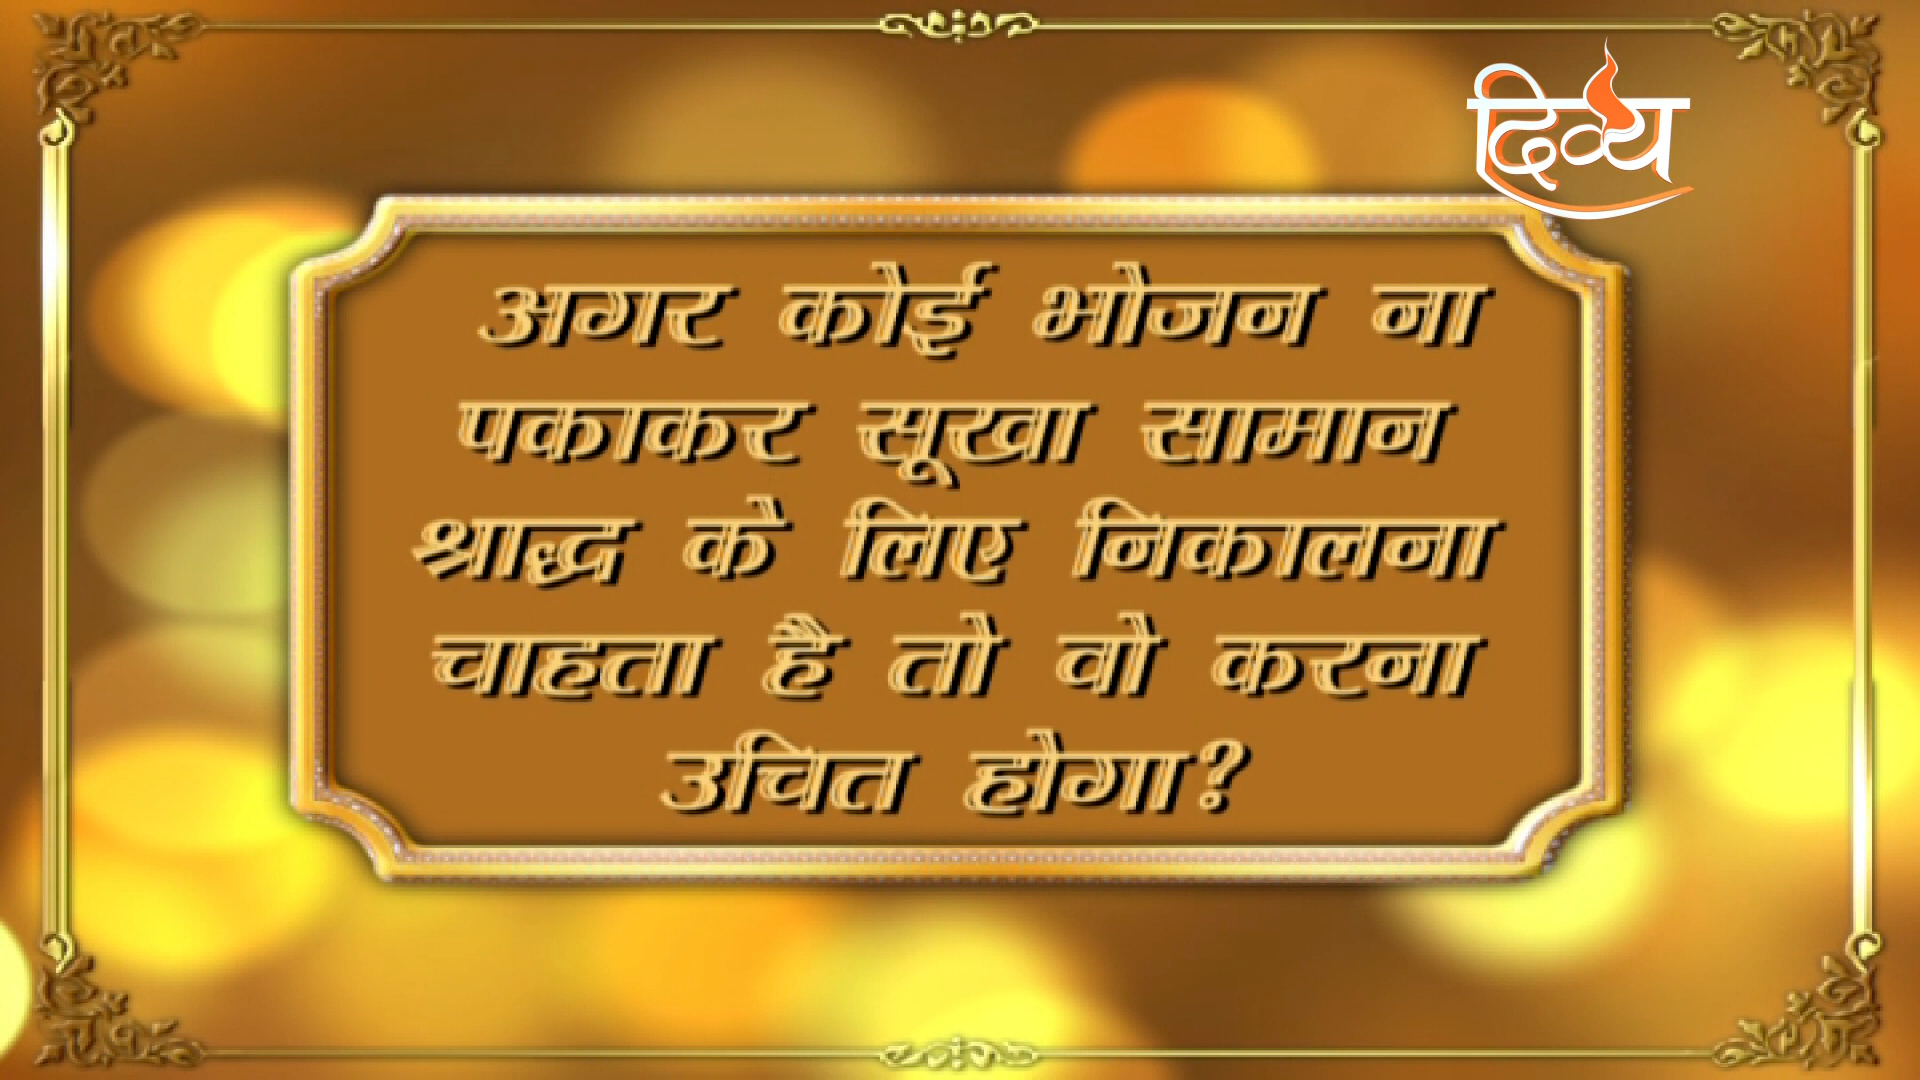 दिव्य
अगर कोई भोजन ना
पकाकर सूखा सामान
श्राद्ध के लिए निकालना
चाहता है तो वो करना
उचित होगा?